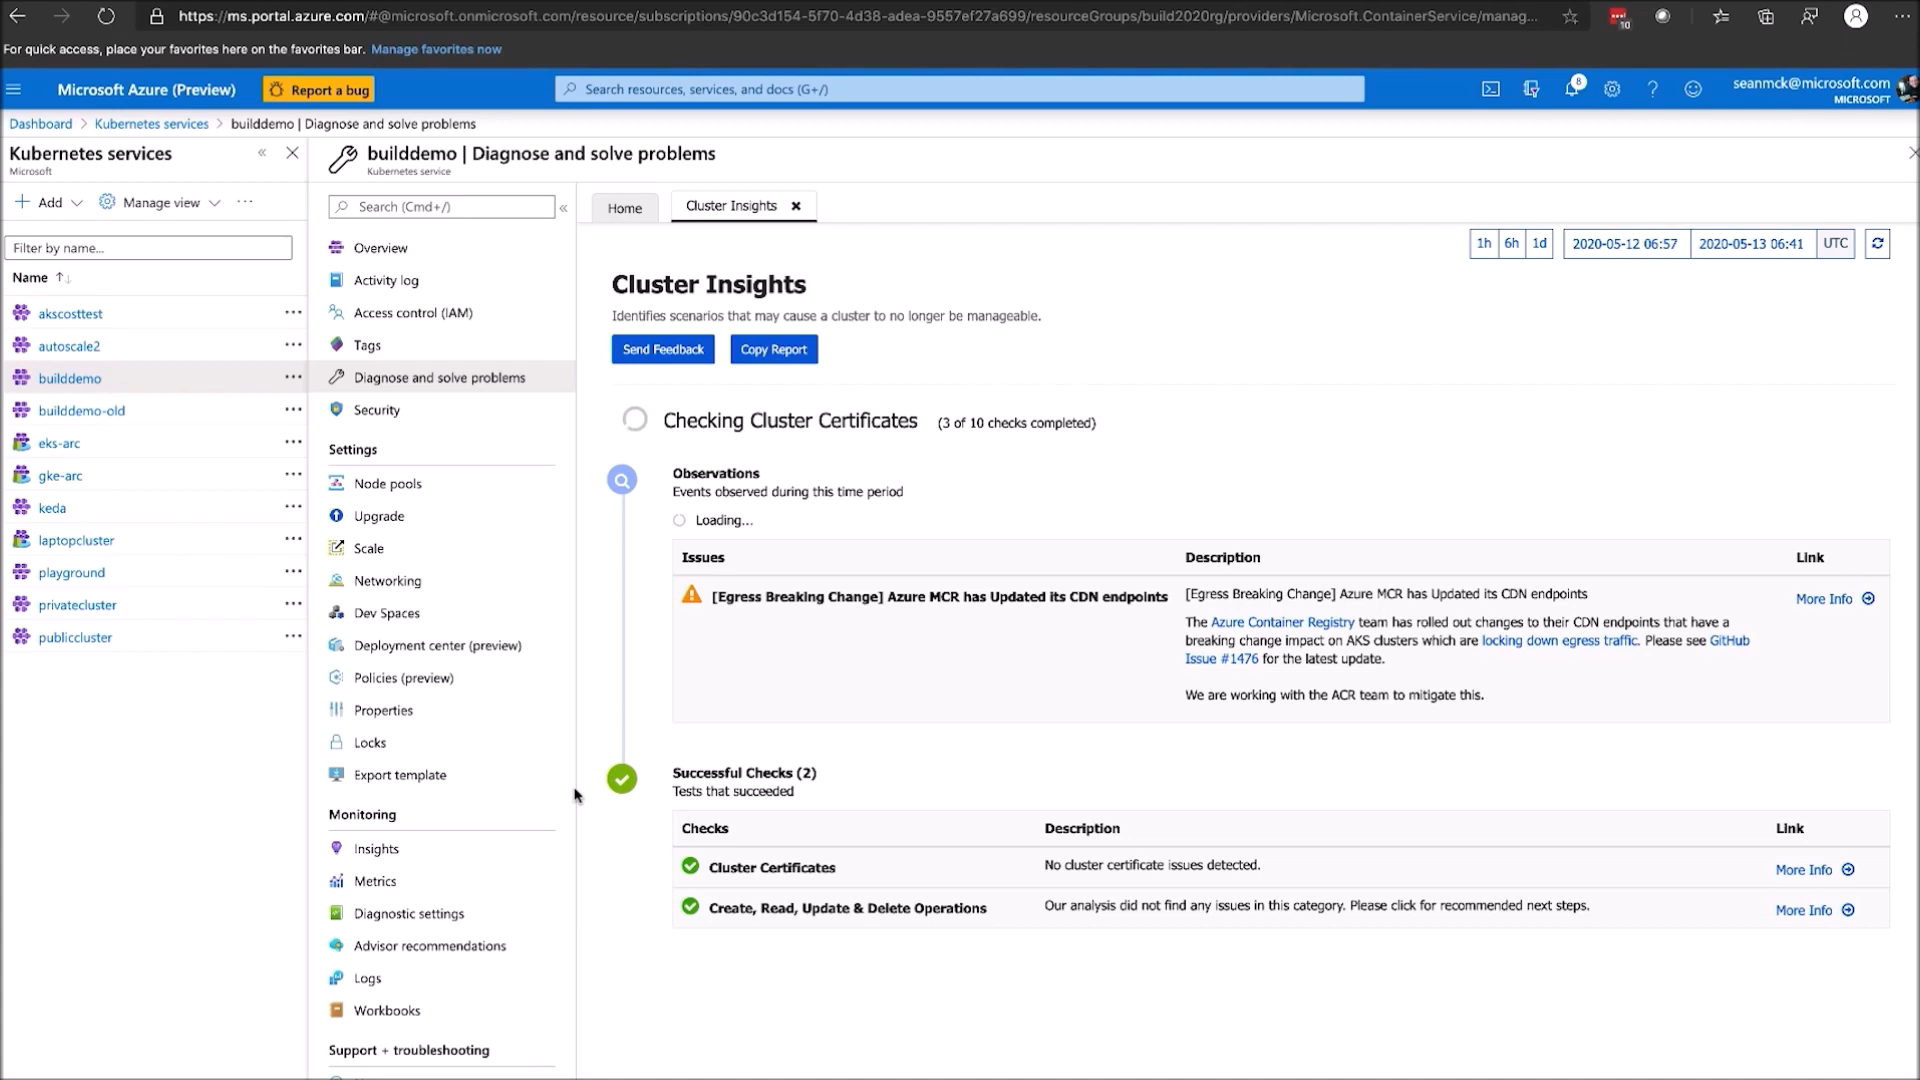 https://ms.portal.azure.com/#@microsoft.onmicrosoft.com/resource/subscriptions/90c3d154-5f70-4d38-adea-9557ef27a699/resourceGroups/build2020rg/providers/Microsoft.ContainerService/manag...
10
For quick access, place your favorites here on the favorites bar. Manage favorites now
Microsoft Azure (Preview)
Report a bug
Search resources, services, and docs (G+/)
8
seanmck@microsoft.com
MICROSOFT
Dashboard > Kubernetes services > builddemo | Diagnose and solve problems
Kubernetes services
Microsoft
Add
Manage view
Filter by name...
Name
akscosttest
autoscale2
builddemo
builddemo-old
eks-arc
gke-arc
keda
laptopcluster
playground
privatecluster
publiccluster
builddemo | Diagnose and solve problems
Kubernetes service
Search (Cmd+/)
Overview
Activity log
Access control (IAM)
Tags
Diagnose and solve problems
Security
Settings
Node pools
Upgrade
Scale
Networking
Dev Spaces
Deployment center (preview)
Policies (preview)
Properties
Locks
Export template
Monitoring
Insights
Metrics
Diagnostic settings
Advisor recommendations
Logs
Workbooks
Support + troubleshooting
Home
Cluster Insights
1h 6h 1d 2020-05-12 06:57 2020-05-13 06:41 UTC
Cluster Insights
Identifies scenarios that may cause a cluster to no longer be manageable.
Send Feedback
Copy Report
Checking Cluster Certificates (3 of 10 checks completed)
Observations
Events observed during this time period
Loading...
Issues Description Link
[Egress Breaking Change] Azure MCR has Updated its CDN endpoints
[Egress Breaking Change] Azure MCR has Updated its CDN endpoints
More Info
The Azure Container Registry team has rolled out changes to their CDN endpoints that have a
breaking change impact on AKS clusters which are locking down egress traffic. Please see GitHub
Issue #1476 for the latest update.
We are working with the ACR team to mitigate this.
Successful Checks (2)
Tests that succeeded
Checks Description Link
Cluster Certificates No cluster certificate issues detected. More Info
Create, Read, Update & Delete Operations Our analysis did not find any issues in this category. Please click for recommended next steps. More Info